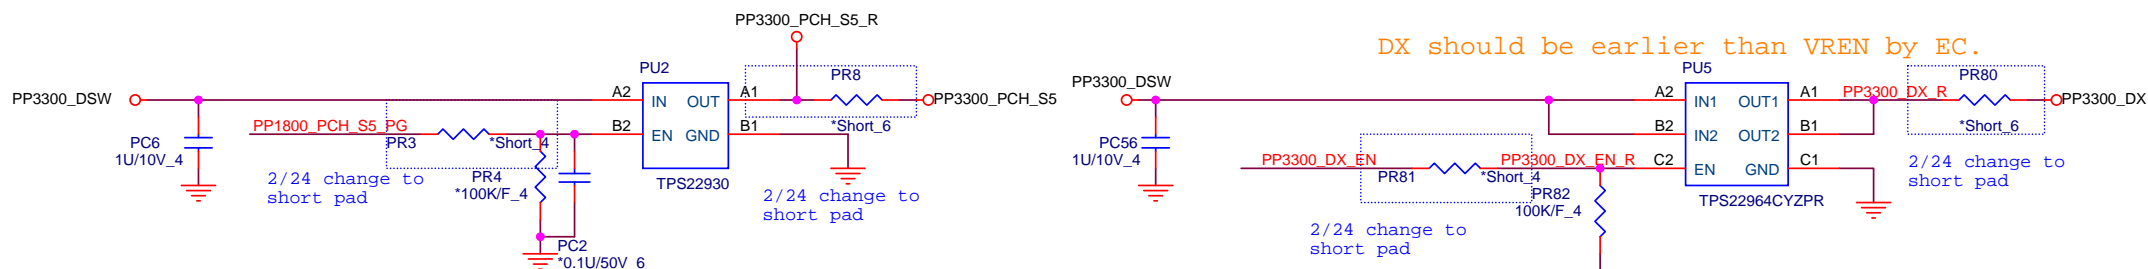 PP3300_PCH_S5_R
DX should be earlier than VREN by EC.
PU2
PR8
PU5
PR80
PP3300_DSW
A2
IN
OUT
A1
PP3300_PCH_S5
*Short_6
PP1800_PCH_S5_PG
PR3
*Short_4
B2
EN
GND
B1
PC6
1U/10V_4
2/24 change to
short pad
PR4
*100K/F_4
TPS22930
2/24 change to
short pad
PC2
*0.1U/50V_6
PP3300_DSW
A2
IN1
OUT1
A1
PP3300_DX_R
PP3300_DX
*Short_6
B2
IN2
OUT2
B1
PC56
1U/10V_4
PP3300_DX_EN
PR81
*Short_4
PP3300_DX_EN_R
C2
EN
GND
C1
2/24 change to
short pad
PR82
100K/F_4
TPS22964CYZPR
2/24 change to
short pad